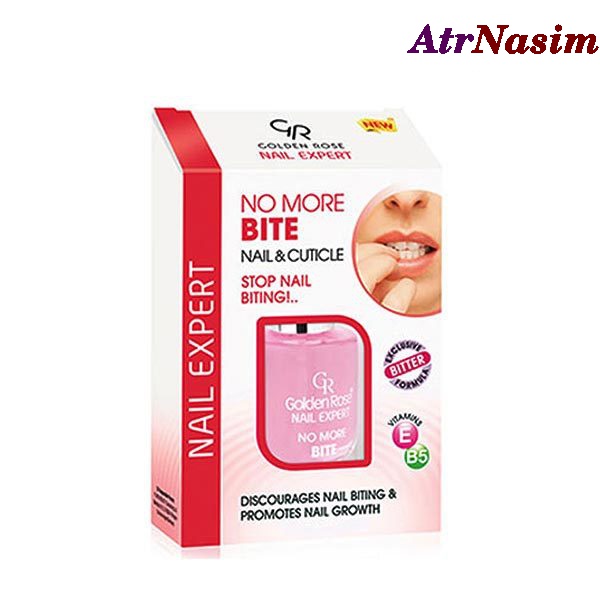 AtrNasim
GR
GOLDEN ROSE
NAIL EXPERT
NEW
NO MORE
BITE
NAIL & CUTICLE
STOP NAIL
BITING!..
NAIL EXPERT
EXCLUSIVE
BITTER
FORMULA
GR
Golden Rose
NAIL EXPERT
NO MORE
BITE
VITAMINS
E
B5
DISCOURAGES NAIL BITING &
PROMOTES NAIL GROWTH